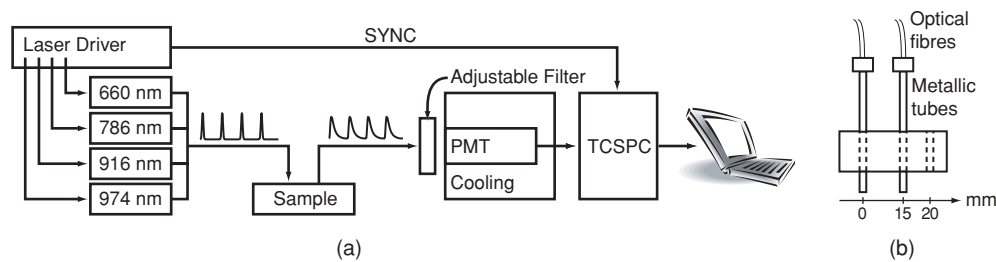 Laser Driver
SYNC
660 nm
786 nm
916 nm
974 nm
Sample
Adjustable Filter
PMT
Cooling
TCSPC
(a)
Optical
fibres
Metallic
tubes
0 15 20 mm
(b)